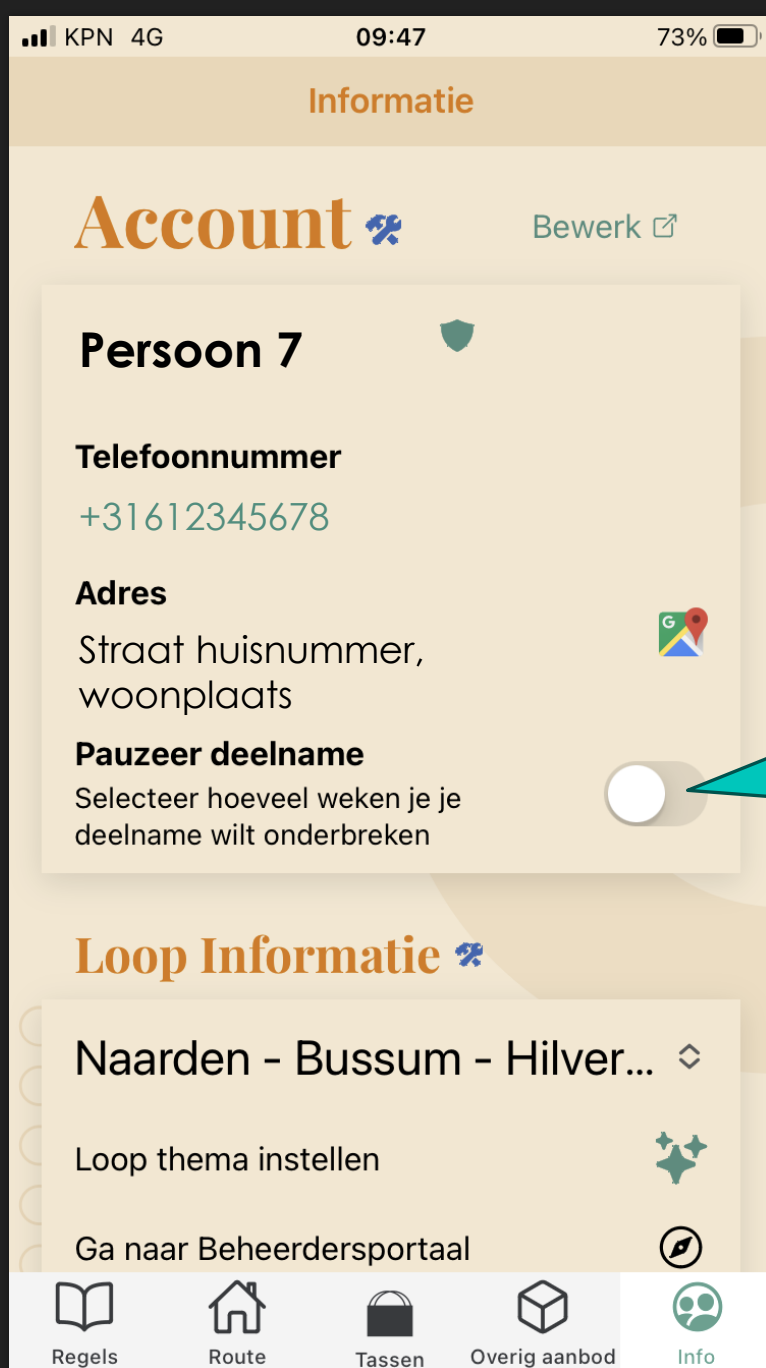 KPN 4G 09:47 73%
Informatie
Account Bewerk
Persoon 7
Telefoonnummer
+31612345678
Adres
G
Straat huisnummer,
woonplaats
Pauzeer deelname
Selecteer hoeveel weken je je
deelname wilt onderbreken
Loop Informatie
Naarden - Bussum - Hilver...
Loop thema instellen
Ga naar Beheerdersportaal
Regels Route Tassen Overig aanbod Info